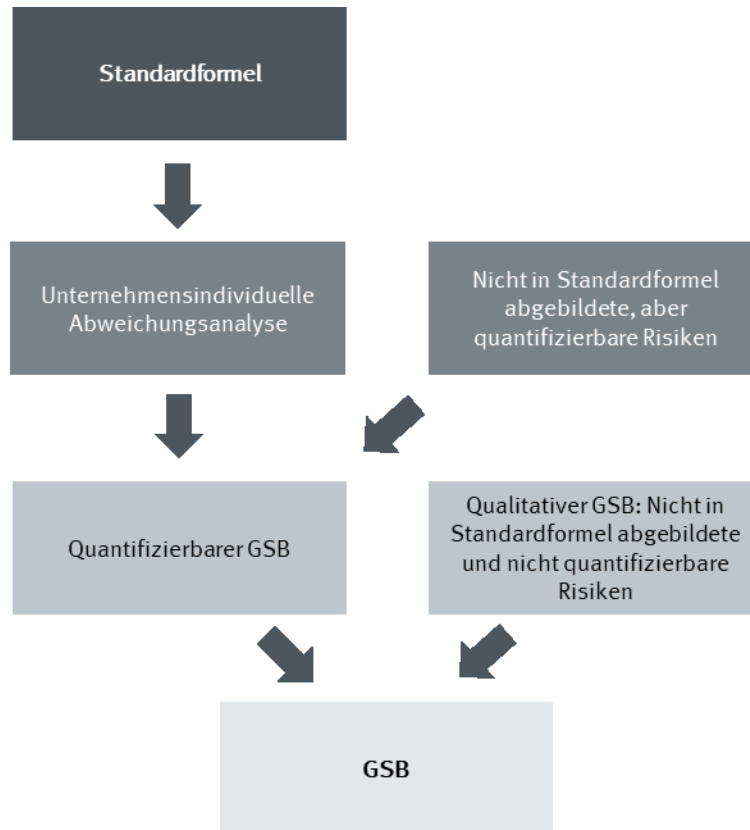 Standardformel
Unternehmensindividuelle
Abweichungsanalyse
Nicht in Standardformel
abgebildete, aber
quantifizierbare Risiken
Quantifizierbarer GSB
Qualitativer GSB: Nicht in
Standardformel abgebildete
und nicht quantifizierbare
Risiken
GSB